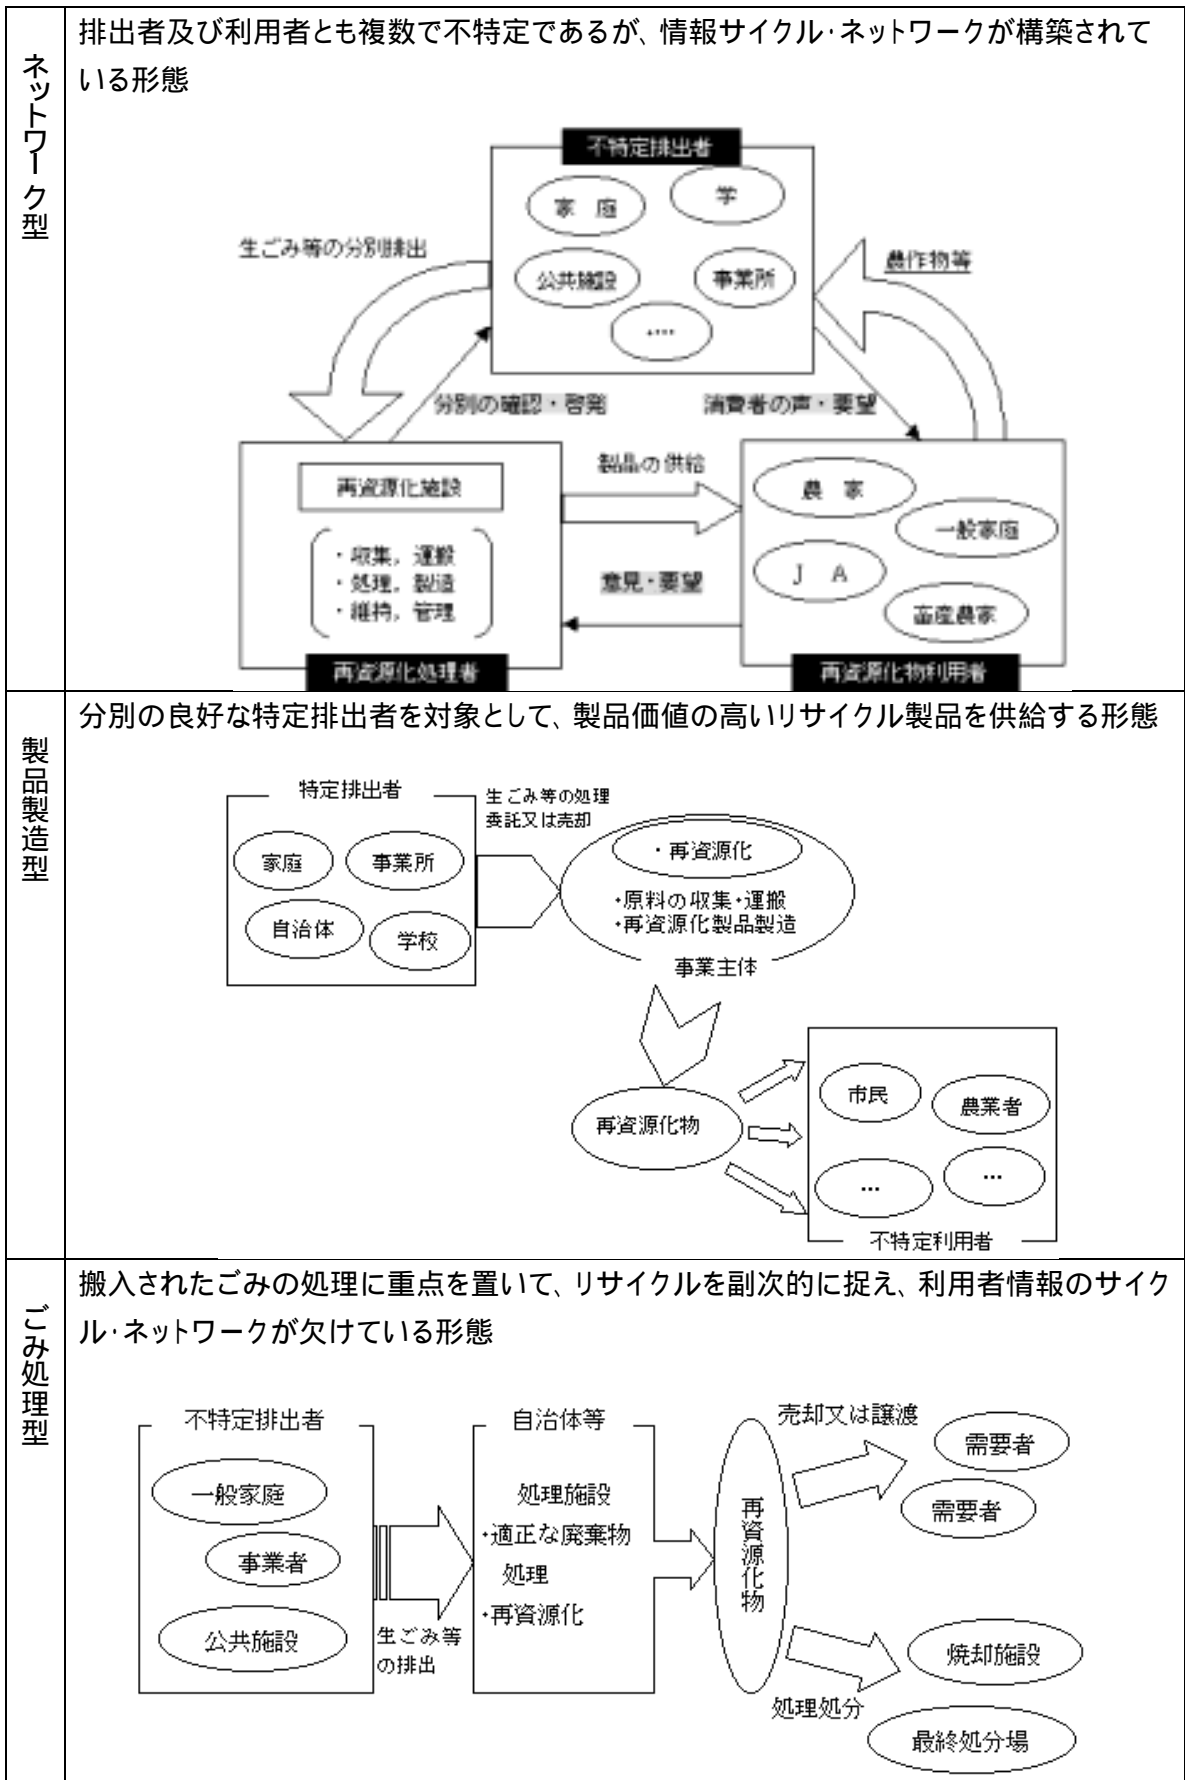 ネットワーク型
排出者及び利用者とも複数で不特定であるが、情報サイクル・ネットワークが構築されて
いる形態
不特定排出者
家 庭
学
公共施設
事業所
・・・・
生ごみ等の分別排出
農作物等
分別の確認・啓発
消費者の声・要望
再資源化施設
・収集，運搬
・処理，製造
・維持，管理
再資源化処理者
製品の供給
意見・要望
農 家
一般家庭
J A
畜産農家
再資源化物利用者
製品製造型
分別の良好な特定排出者を対象として、製品価値の高いリサイクル製品を供給する形態
特定排出者
家庭
事業所
自治体
学校
生ごみ等の処理
委託又は売却
・再資源化
・原料の収集・運搬
・再資源化製品製造
事業主体
再資源化物
市民
農業者
…
…
不特定利用者
ごみ処理型
搬入されたごみの処理に重点を置いて、リサイクルを副次的に捉え、利用者情報のサイク
ル・ネットワークが欠けている形態
不特定排出者
一般家庭
事業者
公共施設
生ごみ等
の排出
自治体等
処理施設
・適正な廃棄物
処理
・再資源化
再資源化物
売却又は譲渡
需要者
需要者
処理処分
焼却施設
最終処分場